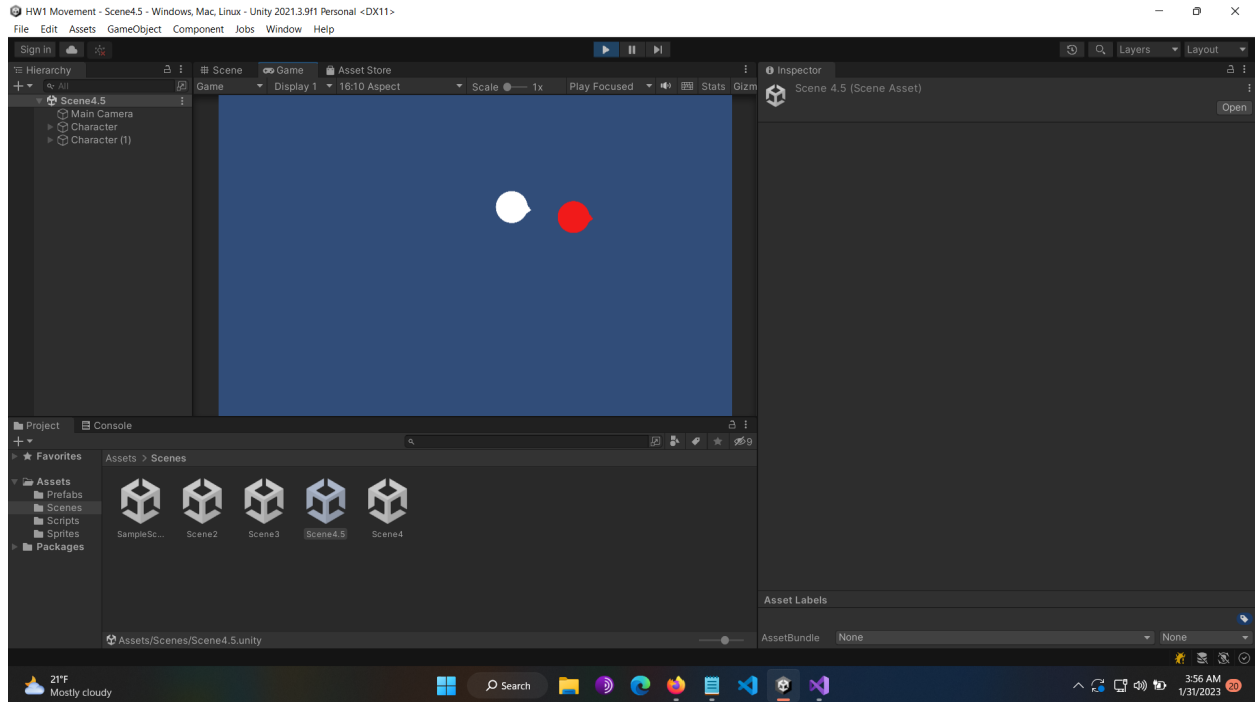 HW1 Movement - Scene4.5 - Windows, Mac, Linux - Unity 2021.3.9f1 Personal <DX11>
File Edit Assets GameObject Component Jobs Window Help
Sign in
Layers
Layout
Hierarchy
Scene
Game
Asset Store
Inspector
All
Game
Display 1
16:10 Aspect
Scale
1x
Play Focused
Stats
Gizm
Scene4.5
Main Camera
Character
Character (1)
Scene 4.5 (Scene Asset)
Open
Project
Console
9
Favorites
Assets > Scenes
Assets
Prefabs
Scenes
Scripts
Sprites
Packages
SampleSc...
Scene2
Scene3
Scene4.5
Scene4
Assets/Scenes/Scene4.5.unity
Asset Labels
AssetBundle
None
None
21°F
Mostly cloudy
Search
3:56 AM
1/31/2023
20